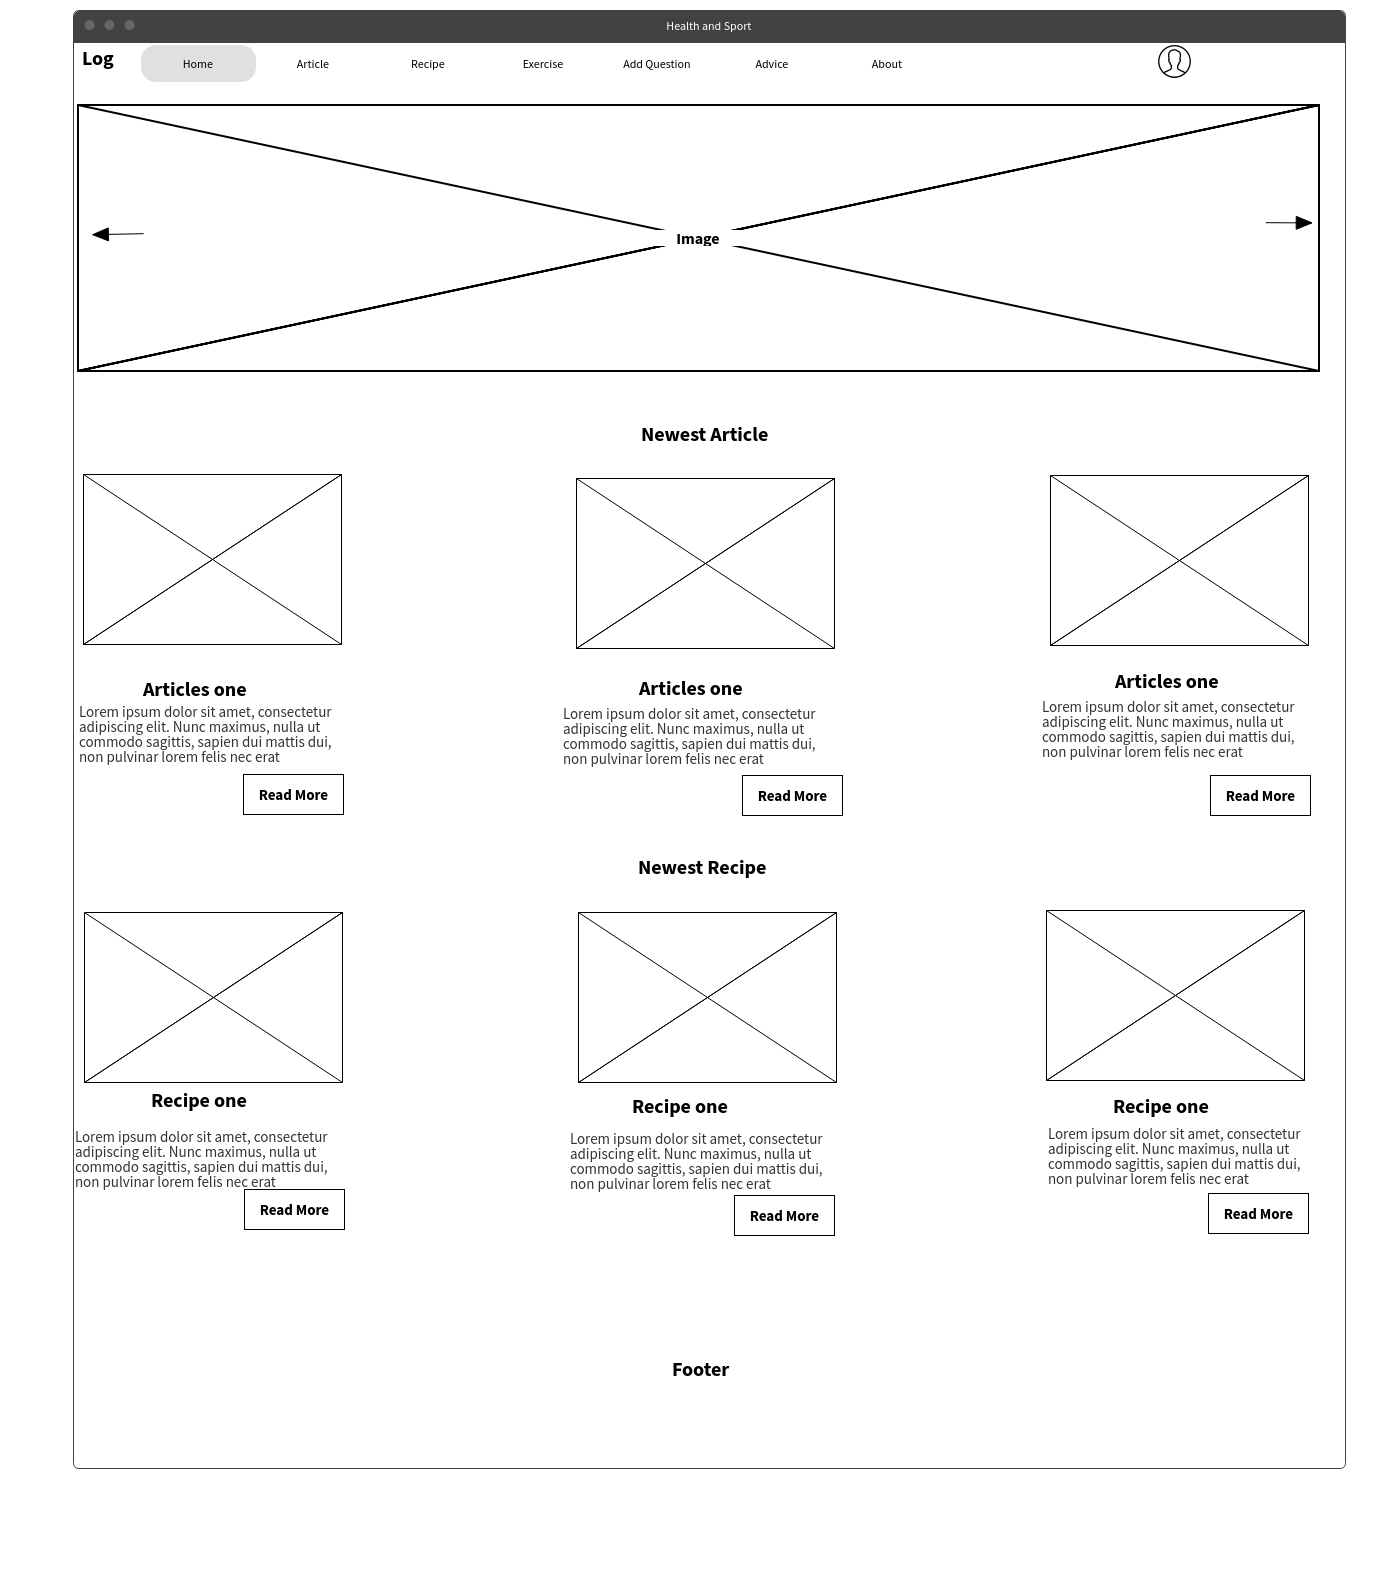 Health and Sport
Log
Home
Article
Recipe
Exercise
Add Question
Advice
About
Image
Newest Article
Articles one
Lorem ipsum dolor sit amet, consectetur
adipiscing elit. Nunc maximus, nulla ut
commodo sagittis, sapien dui mattis dui,
non pulvinar lorem felis nec erat
Read More
Articles one
Lorem ipsum dolor sit amet, consectetur
adipiscing elit. Nunc maximus, nulla ut
commodo sagittis, sapien dui mattis dui,
non pulvinar lorem felis nec erat
Read More
Articles one
Lorem ipsum dolor sit amet, consectetur
adipiscing elit. Nunc maximus, nulla ut
commodo sagittis, sapien dui mattis dui,
non pulvinar lorem felis nec erat
Read More
Newest Recipe
Recipe one
Lorem ipsum dolor sit amet, consectetur
adipiscing elit. Nunc maximus, nulla ut
commodo sagittis, sapien dui mattis dui,
non pulvinar lorem felis nec erat
Read More
Recipe one
Lorem ipsum dolor sit amet, consectetur
adipiscing elit. Nunc maximus, nulla ut
commodo sagittis, sapien dui mattis dui,
non pulvinar lorem felis nec erat
Read More
Recipe one
Lorem ipsum dolor sit amet, consectetur
adipiscing elit. Nunc maximus, nulla ut
commodo sagittis, sapien dui mattis dui,
non pulvinar lorem felis nec erat
Read More
Footer